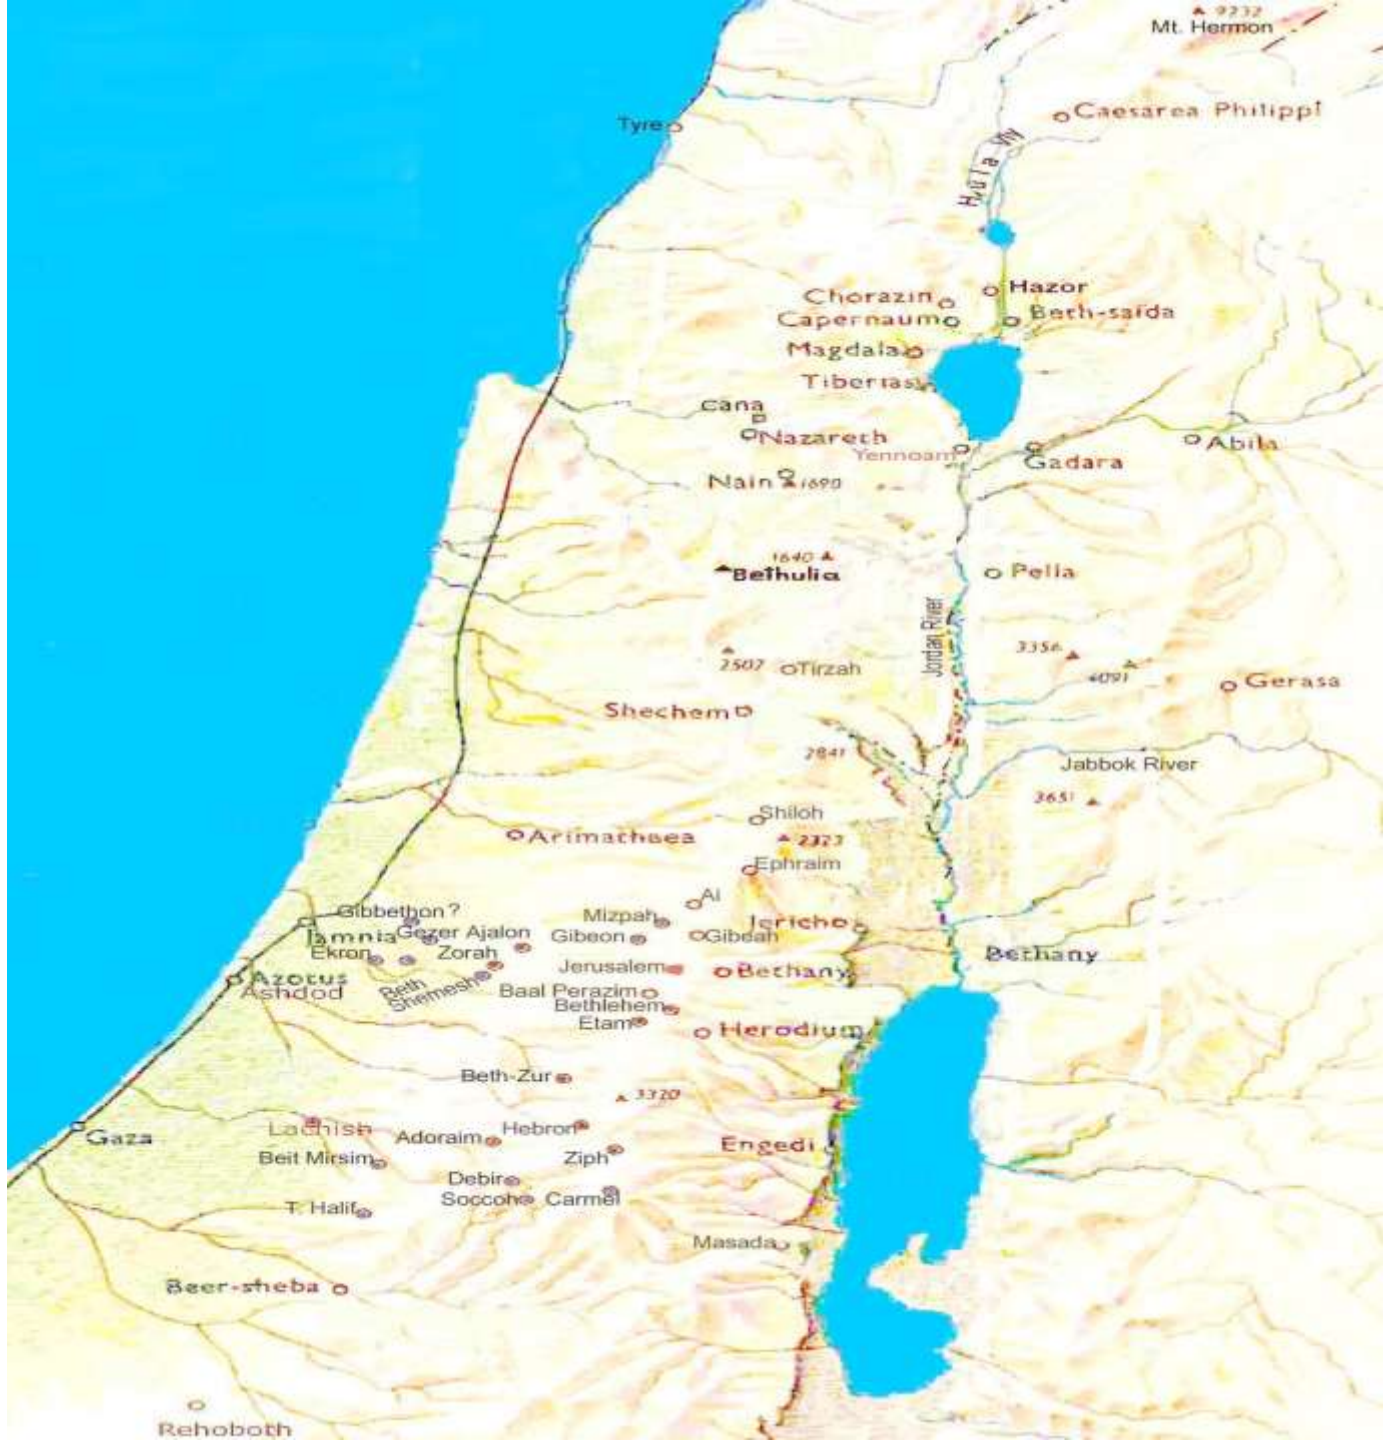 9232
Mt. Hermon
Caesarea Philippi
Tyre
Hula Vly
Hazor
Chorazin
Beth-saida
Capernaum
Magdala
Tiberias
cana
Nazareth
Yennoam
Abila
Gadara
Nain 1690
1640
Bethulia
Pella
Jordan River
3356
2507
Tirzah
4091
Gerasa
Shechem
2841
Jabbok River
3651
Shiloh
Arimathaea
2323
Ephraim
Ai
Gibbethon?
Mizpah
Jericho
Jamnia
Gezer Ajalon
Gibeon
Gibeah
Ekron
Zorah
Bethany
Jerusalem
Bethany
Azotus
Ashdod
Beth
Shemesh
Baal Perazim
Bethlehem
Etam
Herodium
Beth-Zur
3320
Gaza
Lachish
Adoraim
Hebron
Engedi
Beit Mirsim
Ziph
Debir
Soccoh
Carmel
T. Halif
Masada
Beer-sheba
Rehoboth